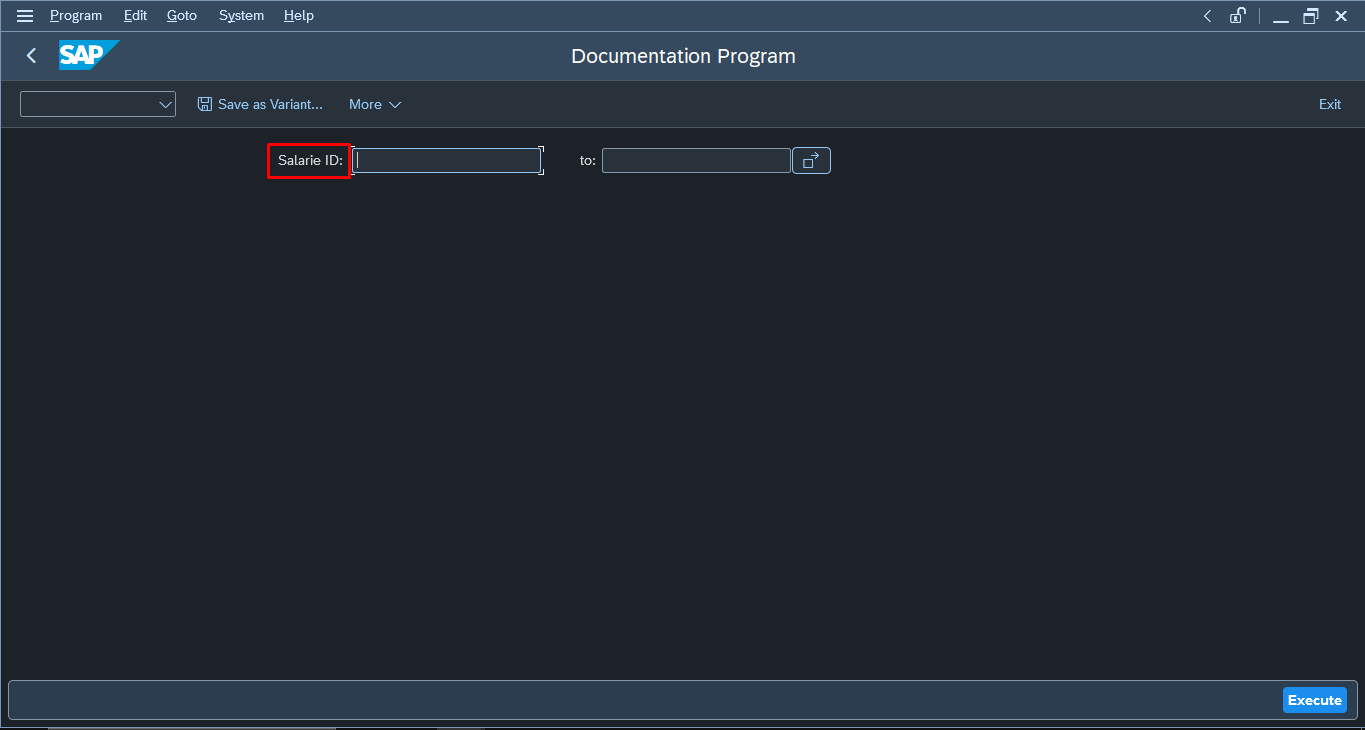 Program Edit Goto System Help
SAP Documentation Program
Save as Variant... More Exit
Salarie ID: to:
Execute